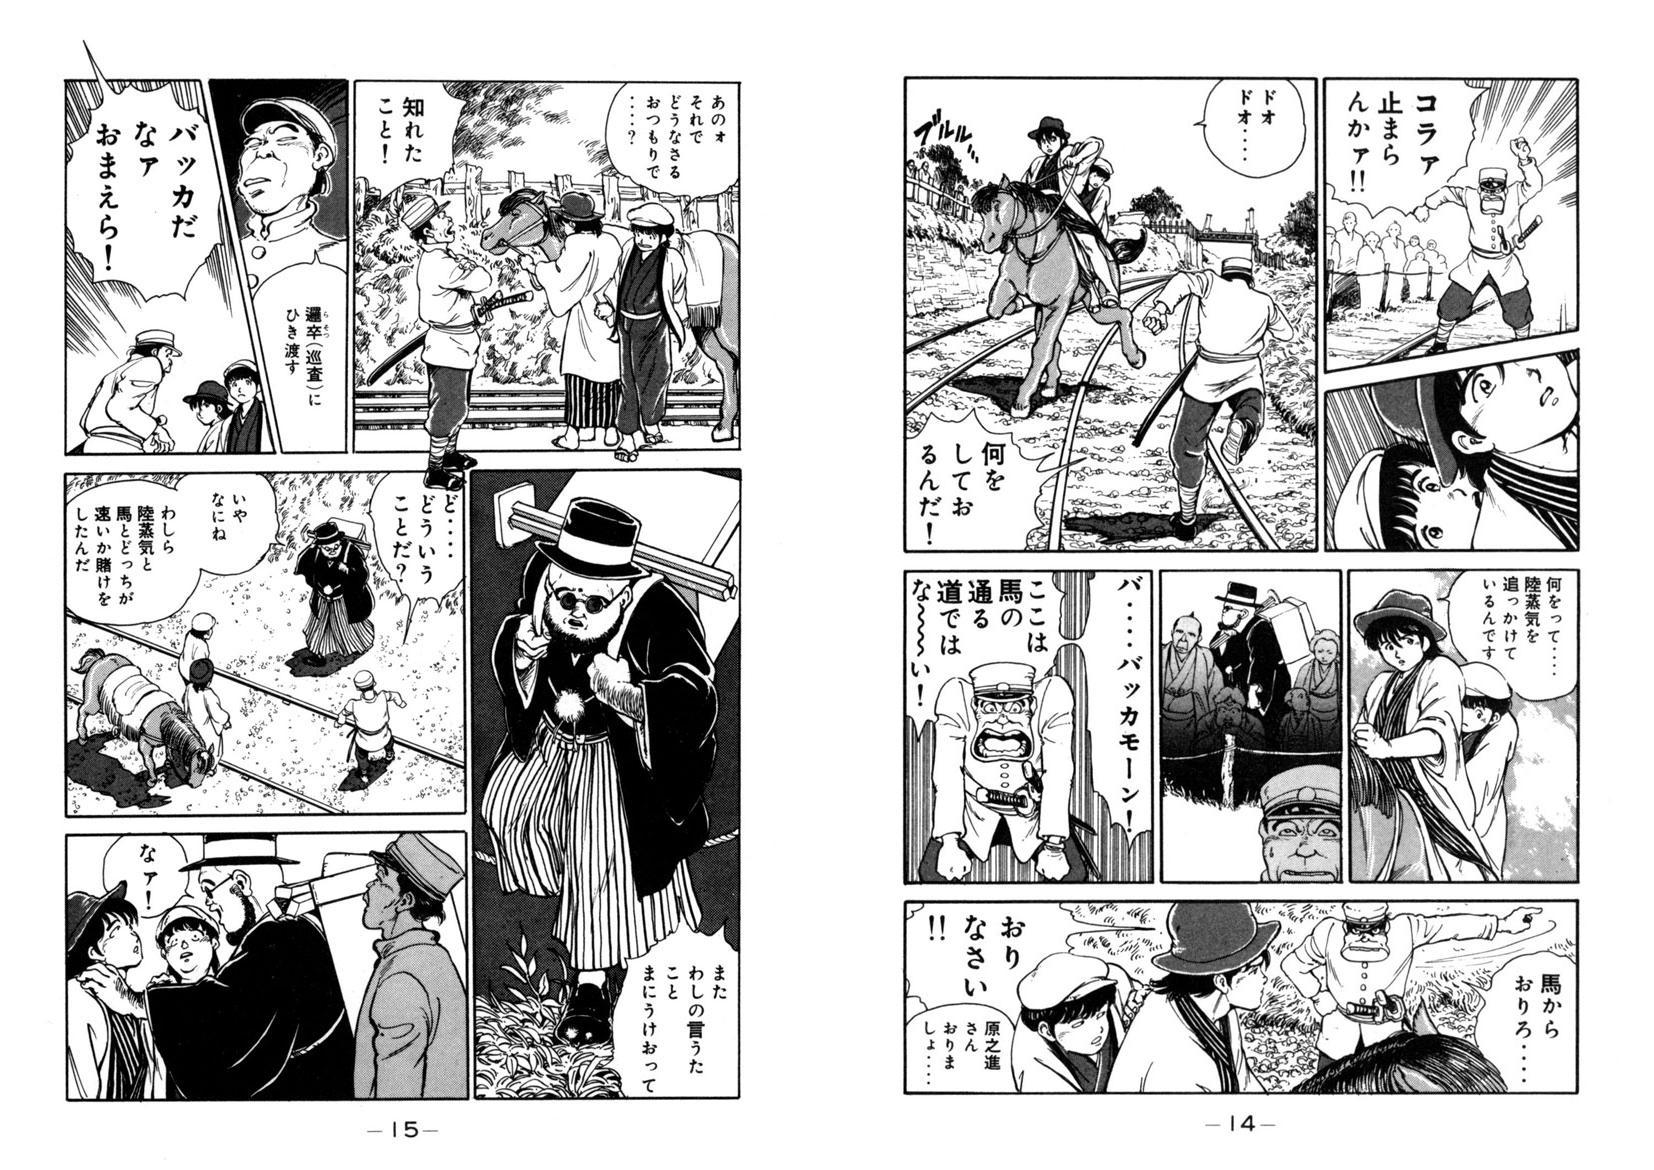 コラァ
止まら
んかァ!!
ドォ
ドォ‥‥
ブルル
何を
してお
るんだ!
何をって‥‥
陸蒸気を
追っかけて
いるんです
バ‥‥バッカモーン!
ここは
馬の
通る
道では
な〜〜〜い!
馬から
おりろ‥‥
おり
なさい
!!
原之進
さん
おりま
しょ‥‥
—14—
あのォ
それで
どうなさる
おつもりで
‥‥?
知れた
こと!
邏卒(巡査)に
らそつ
ひき渡す
バッカだ
なァ
おまえら!
また
わしの言うた
こと
まにうけおって
ど‥‥
どういう
ことだ?
いや
なにね
わしら
陸蒸気と
馬とどっちが
速いか賭けを
したんだ
なァ!
—15—